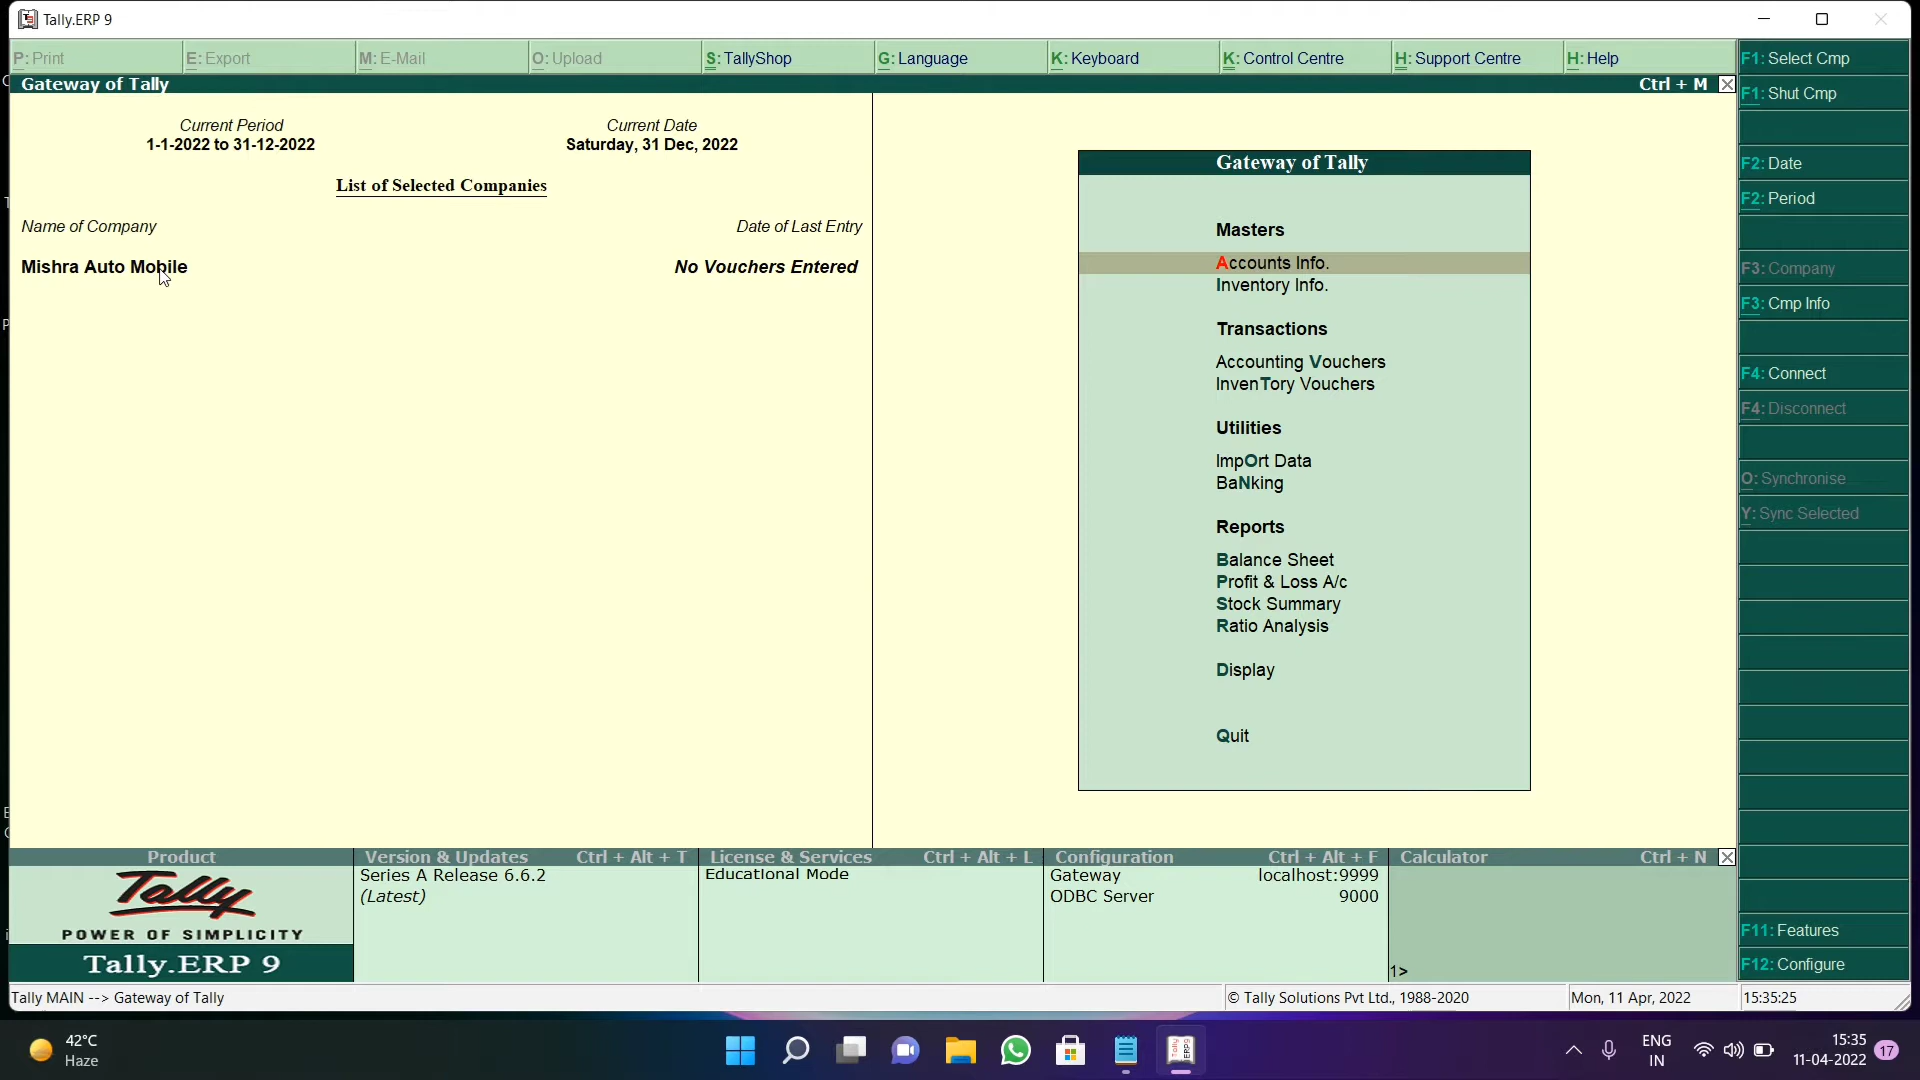 Tally.ERP 9
P: Print
E: Export
M: E-Mail
O: Upload
S: TallyShop
G: Language
K: Keyboard
K: Control Centre
H: Support Centre
H: Help
Gateway of Tally
Ctrl + M
Current Period
1-1-2022 to 31-12-2022
Current Date
Saturday, 31 Dec, 2022
List of Selected Companies
Name of Company
Date of Last Entry
Mishra Auto Mobile
No Vouchers Entered
Gateway of Tally
Masters
Accounts Info.
Inventory Info.
Transactions
Accounting Vouchers
InvenTory Vouchers
Utilities
ImpOrt Data
BaNking
Reports
Balance Sheet
Profit & Loss A/c
Stock Summary
Ratio Analysis
Display
Quit
F1: Select Cmp
F1: Shut Cmp
F2: Date
F2: Period
F3: Company
F3: Cmp Info
F4: Connect
F4: Disconnect
O: Synchronise
Y: Sync Selected
F11: Features
F12: Configure
Product
Tally
POWER OF SIMPLICITY
Tally.ERP 9
Version & Updates
Ctrl + Alt + T
Series A Release 6.6.2
(Latest)
License & Services
Ctrl + Alt + L
Educational Mode
Configuration
Ctrl + Alt + F
Gateway
localhost:9999
ODBC Server
9000
Calculator
Ctrl + N
1>
Tally MAIN --> Gateway of Tally
© Tally Solutions Pvt Ltd., 1988-2020
Mon, 11 Apr, 2022
15:35:25
42°C
Haze
Tally
ERP9
ENG
IN
15:35
11-04-2022
17